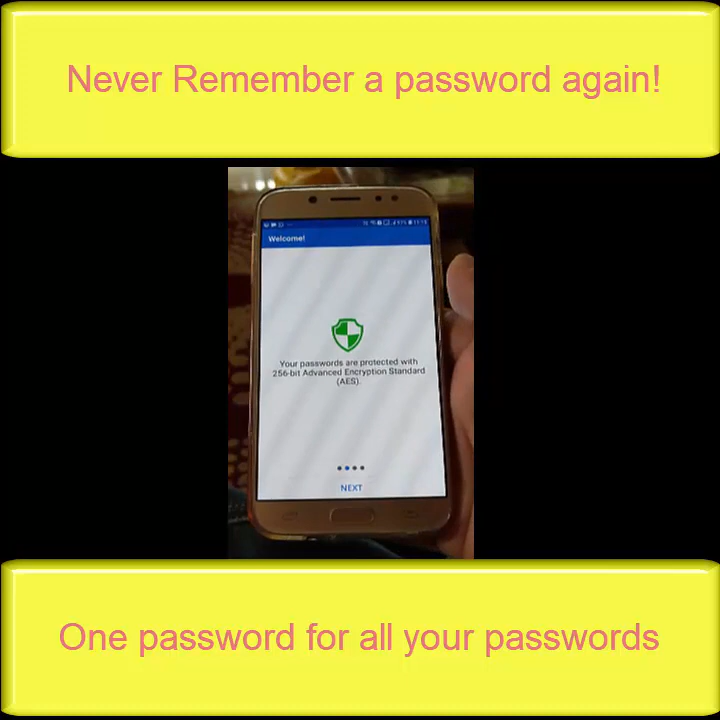 Never Remember a password again!
Welcome!
Your passwords are protected with
256-bit Advanced Encryption Standard
(AES).
NEXT
One password for all your passwords